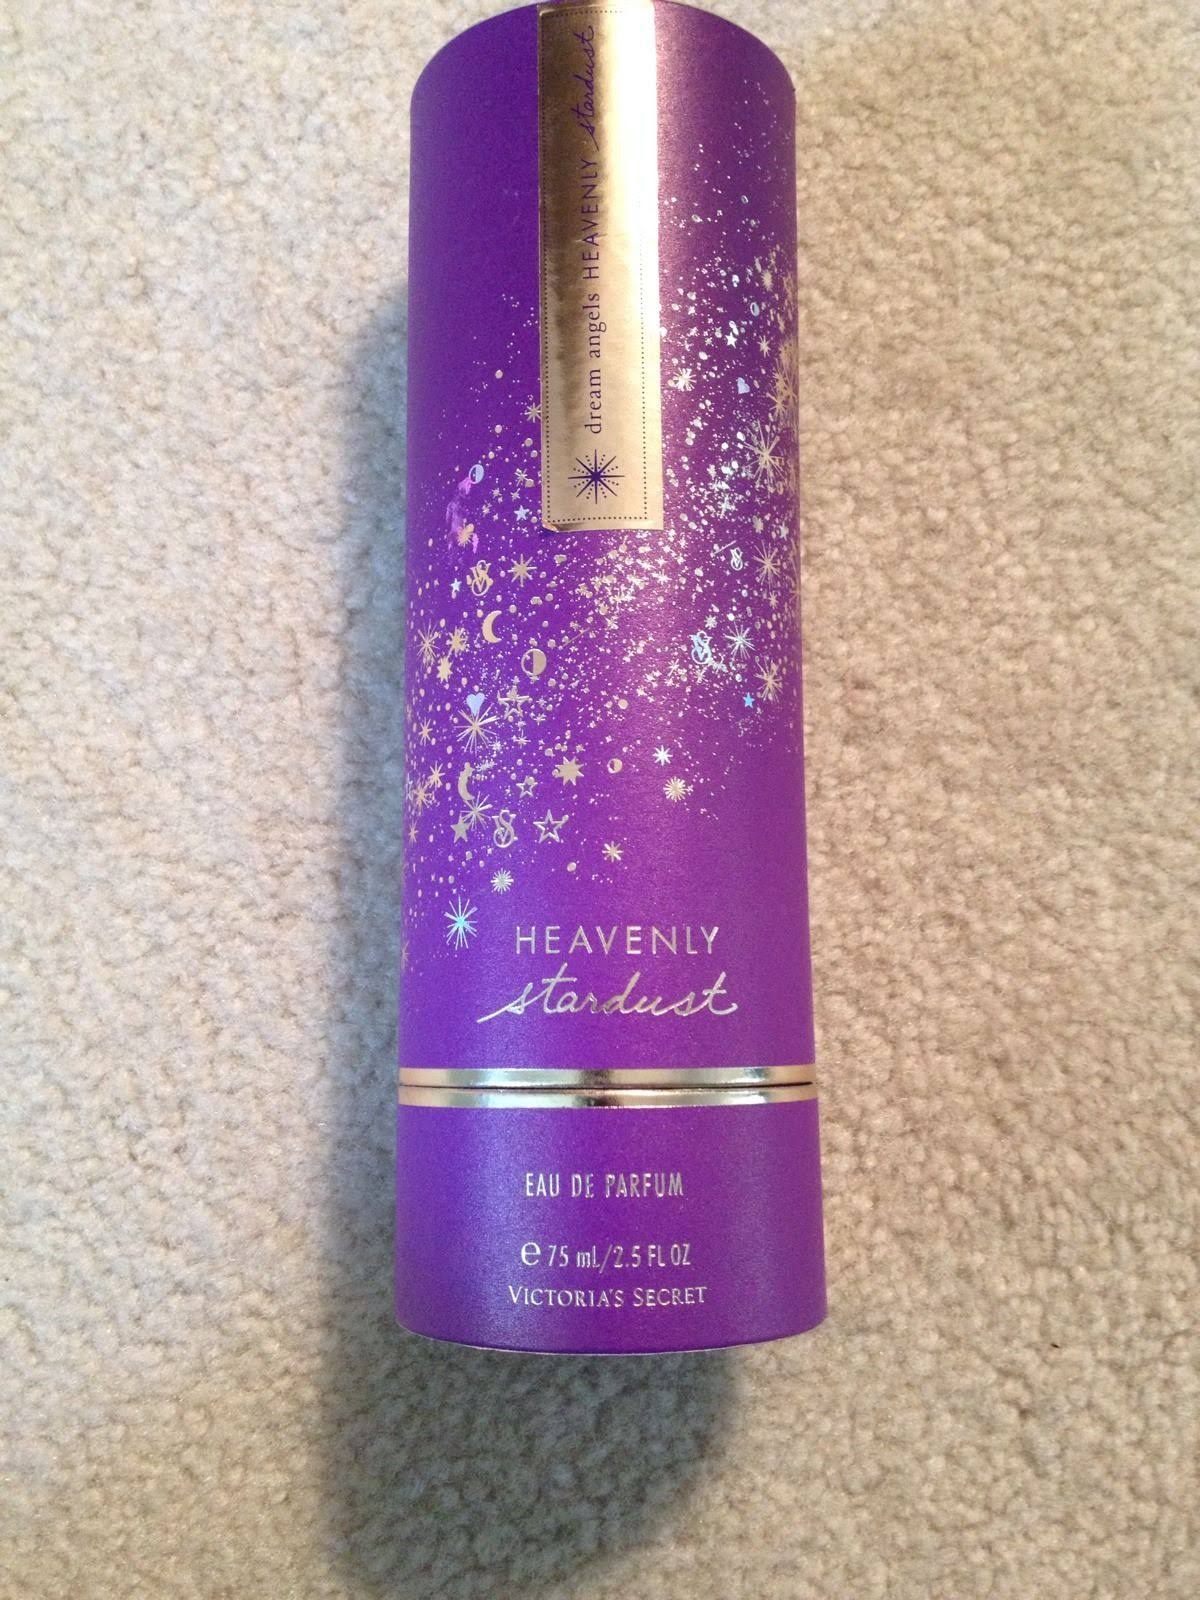 dream angels HEAVENLY stardust
HEAVENLY
stardust
EAU DE PARFUM
e 75 mL/2.5 FL OZ
VICTORIA'S SECRET